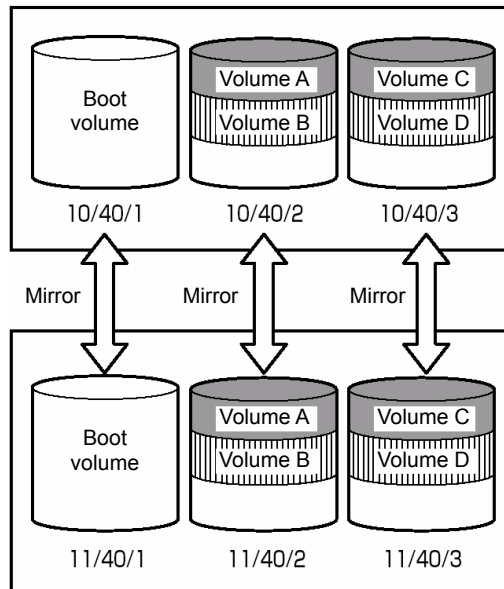 Boot
volume
Volume A
Volume B
Volume C
Volume D
10/40/1
10/40/2
10/40/3
Mirror
Mirror
Mirror
Boot
volume
Volume A
Volume B
Volume C
Volume D
11/40/1
11/40/2
11/40/3